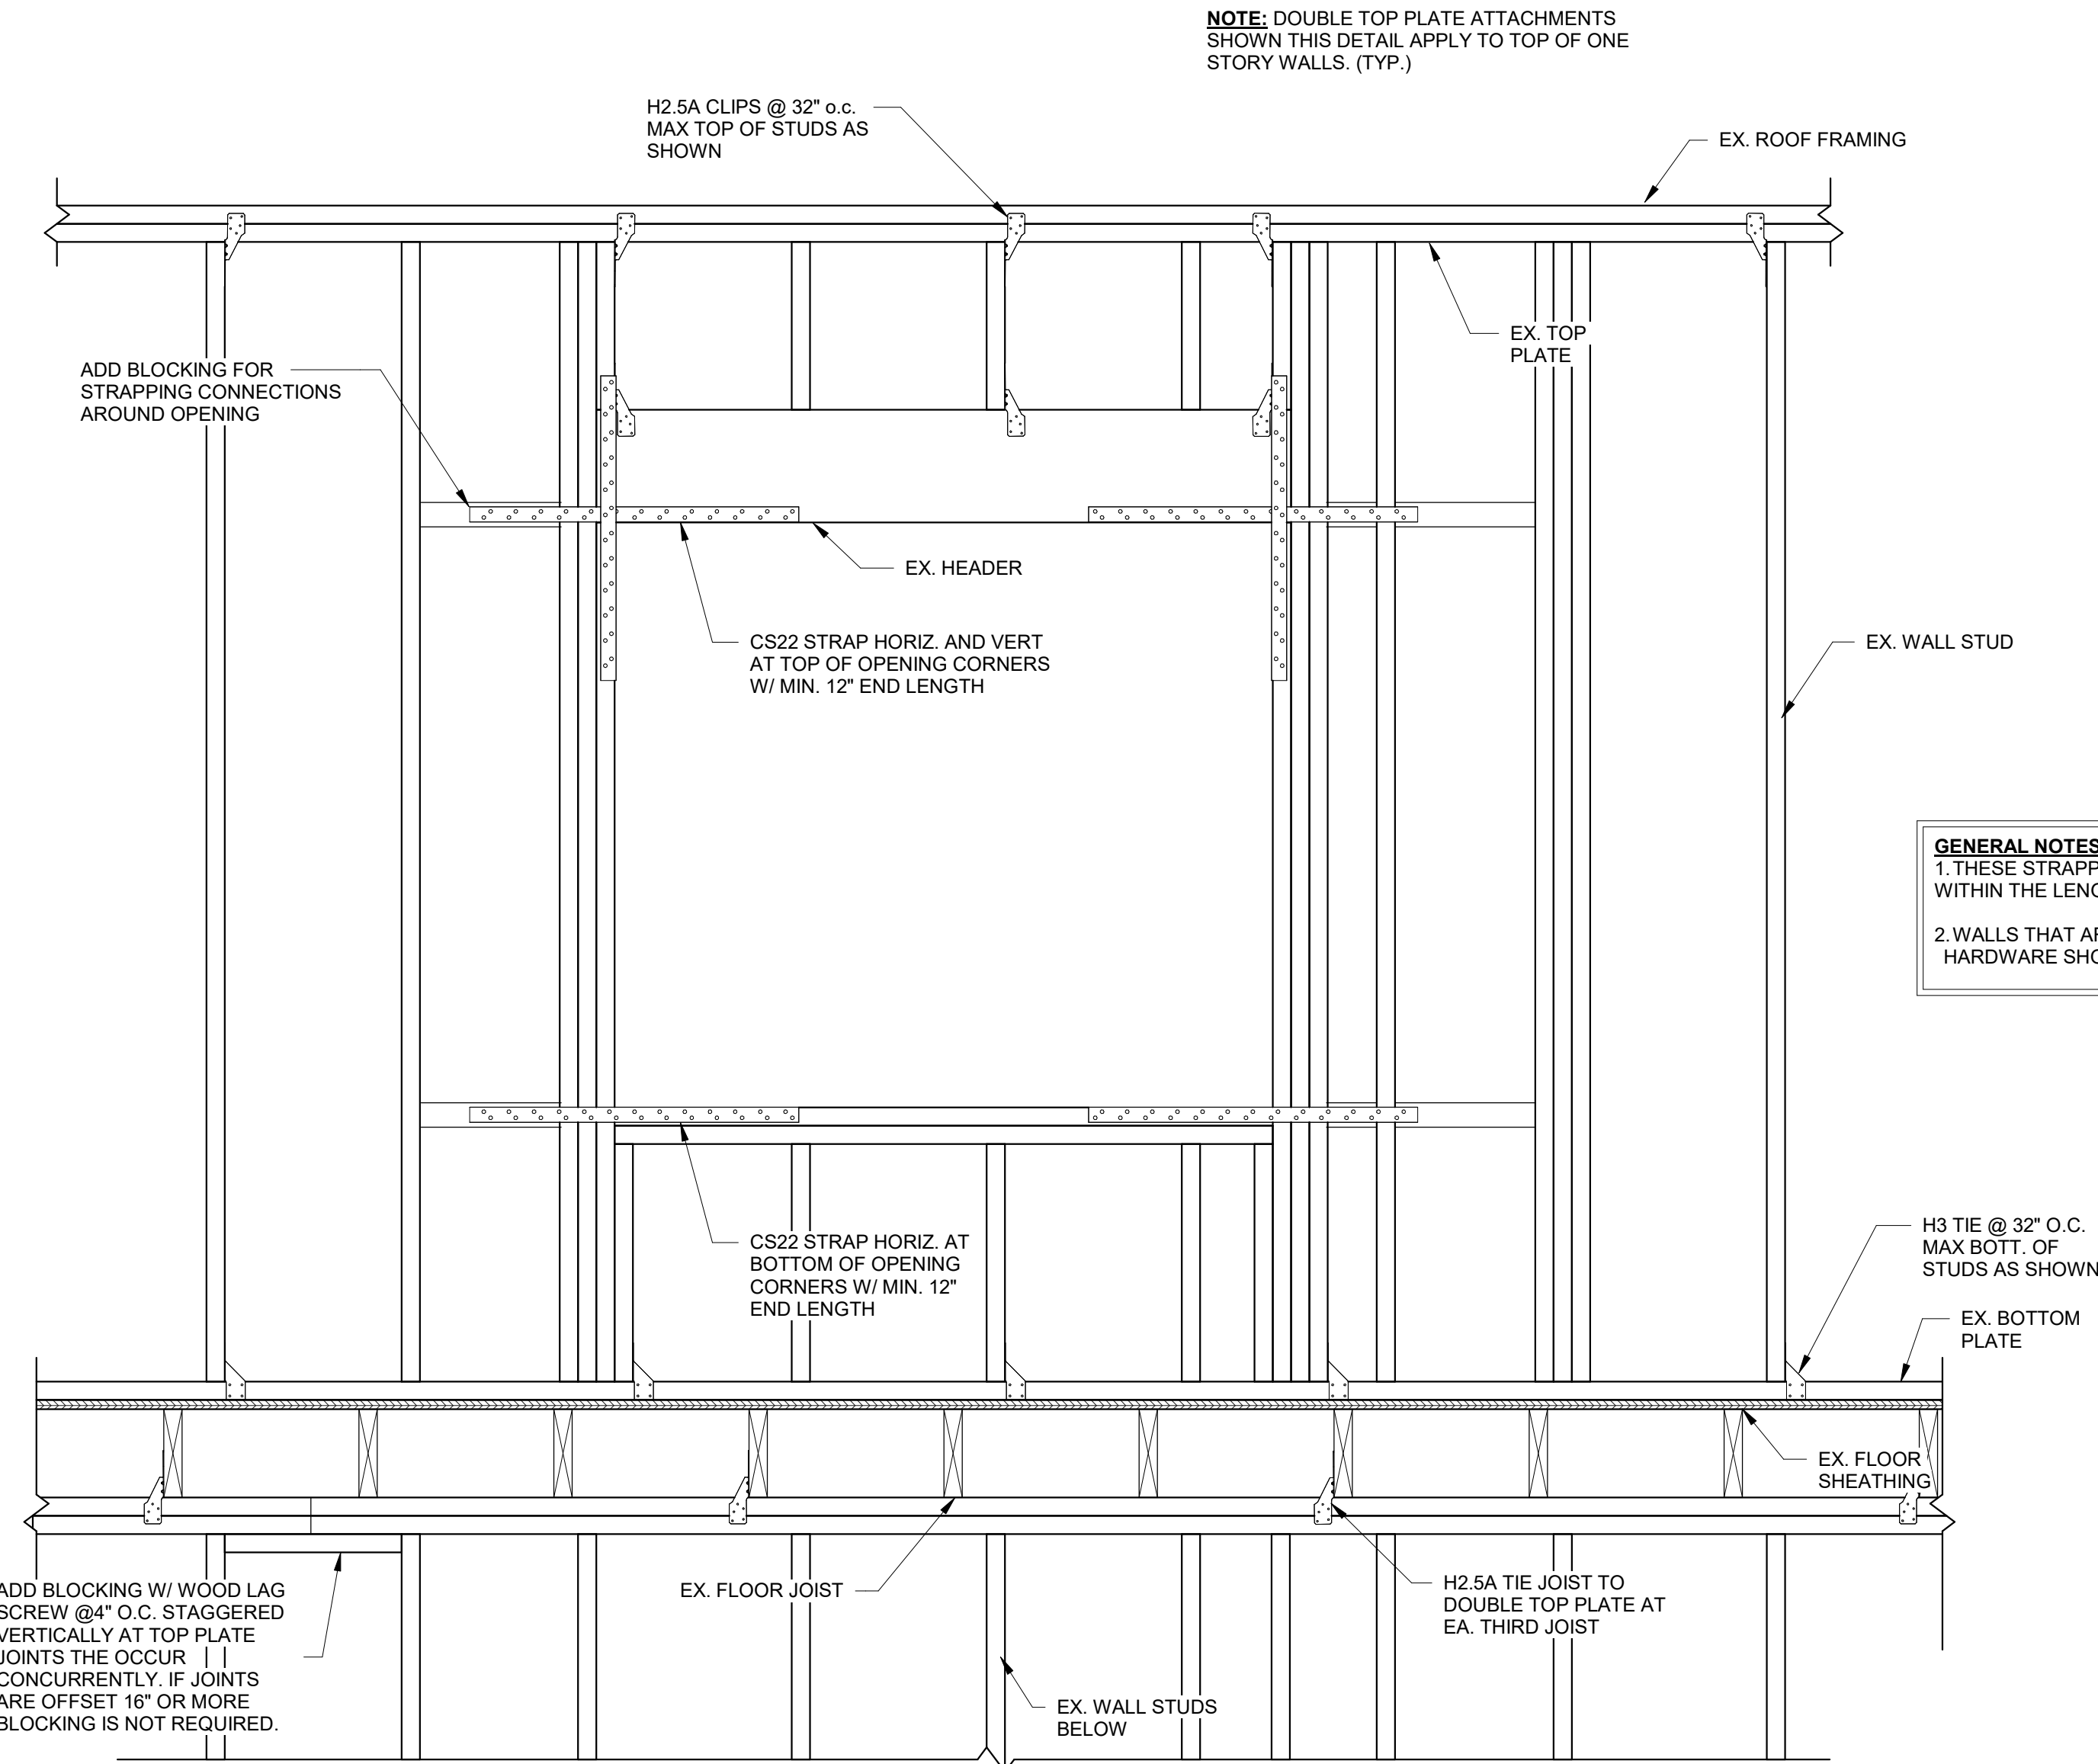 NOTE: DOUBLE TOP PLATE ATTACHMENTS
SHOWN THIS DETAIL APPLY TO TOP OF ONE
STORY WALLS. (TYP.)
H2.5A CLIPS @ 32" o.c.
MAX TOP OF STUDS AS
SHOWN
EX. ROOF FRAMING
EX. TOP
PLATE
ADD BLOCKING FOR
STRAPPING CONNECTIONS
AROUND OPENING
EX. HEADER
CS22 STRAP HORIZ. AND VERT
AT TOP OF OPENING CORNERS
W/ MIN. 12" END LENGTH
EX. WALL STUD
GENERAL NOTES
1. THESE STRAPP
WITHIN THE LENG
2. WALLS THAT AR
HARDWARE SHO
CS22 STRAP HORIZ. AT
BOTTOM OF OPENING
CORNERS W/ MIN. 12"
END LENGTH
H3 TIE @ 32" O.C.
MAX BOTT. OF
STUDS AS SHOWN
EX. BOTTOM
PLATE
EX. FLOOR
SHEATHING
ADD BLOCKING W/ WOOD LAG
SCREW @4" O.C. STAGGERED
VERTICALLY AT TOP PLATE
JOINTS THE OCCUR
CONCURRENTLY. IF JOINTS
ARE OFFSET 16" OR MORE
BLOCKING IS NOT REQUIRED.
EX. FLOOR JOIST
H2.5A TIE JOIST TO
DOUBLE TOP PLATE AT
EA. THIRD JOIST
EX. WALL STUDS
BELOW